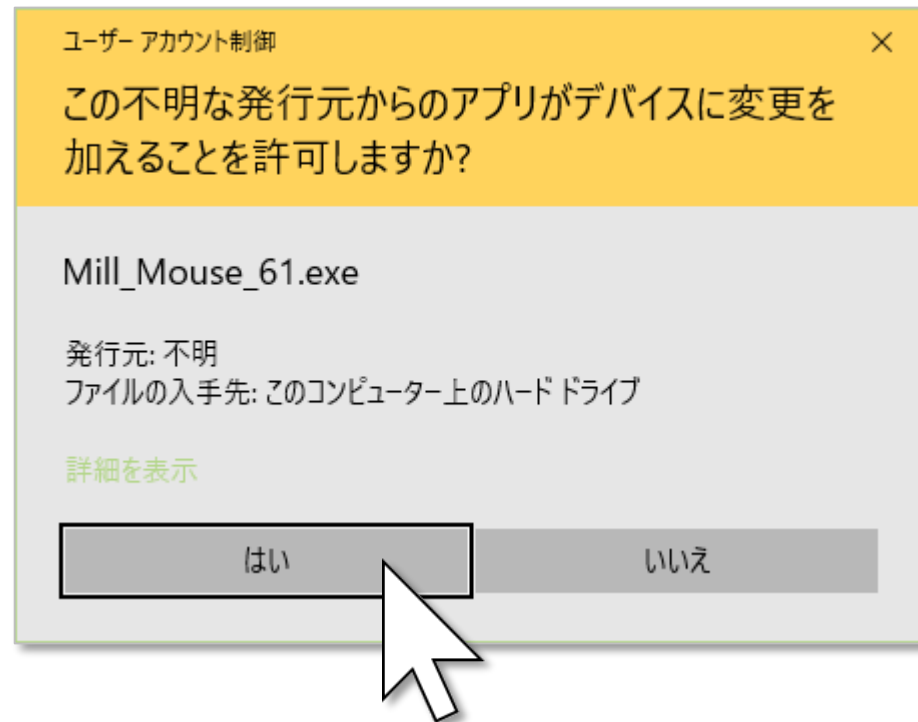 ユーザー アカウント制御
この不明な発行元からのアプリがデバイスに変更を
加えることを許可しますか?
Mill_Mouse_61.exe
発行元: 不明
ファイルの入手先: このコンピューター上のハード ドライブ
詳細を表示
はい
いいえ